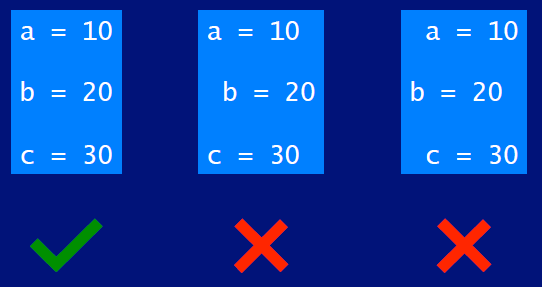 a = 10
b = 20
c = 30
a = 10
 b = 20
c = 30
 a = 10
b = 20
 c = 30